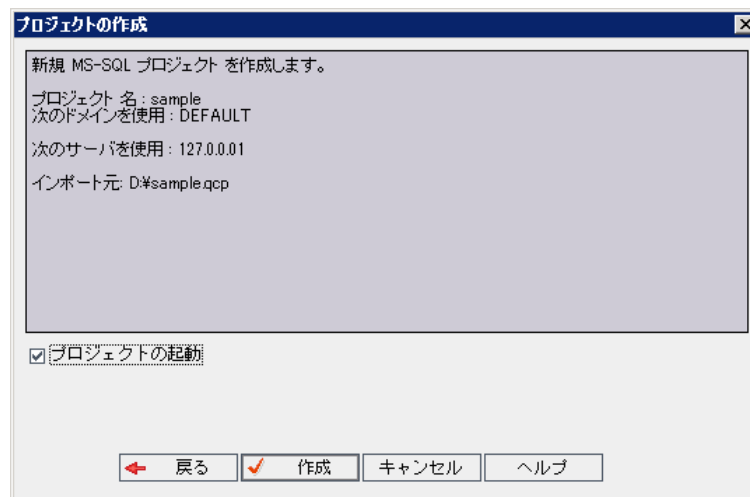 プロジェクトの作成
新規 MS-SQL プロジェクト を作成します。
プロジェクト 名 : sample
次のドメインを使用 : DEFAULT
次のサーバを使用 : 127.0.0.01
インポート元: D:¥sample.qcp
プロジェクトの起動
戻る 作成 キャンセル ヘルプ